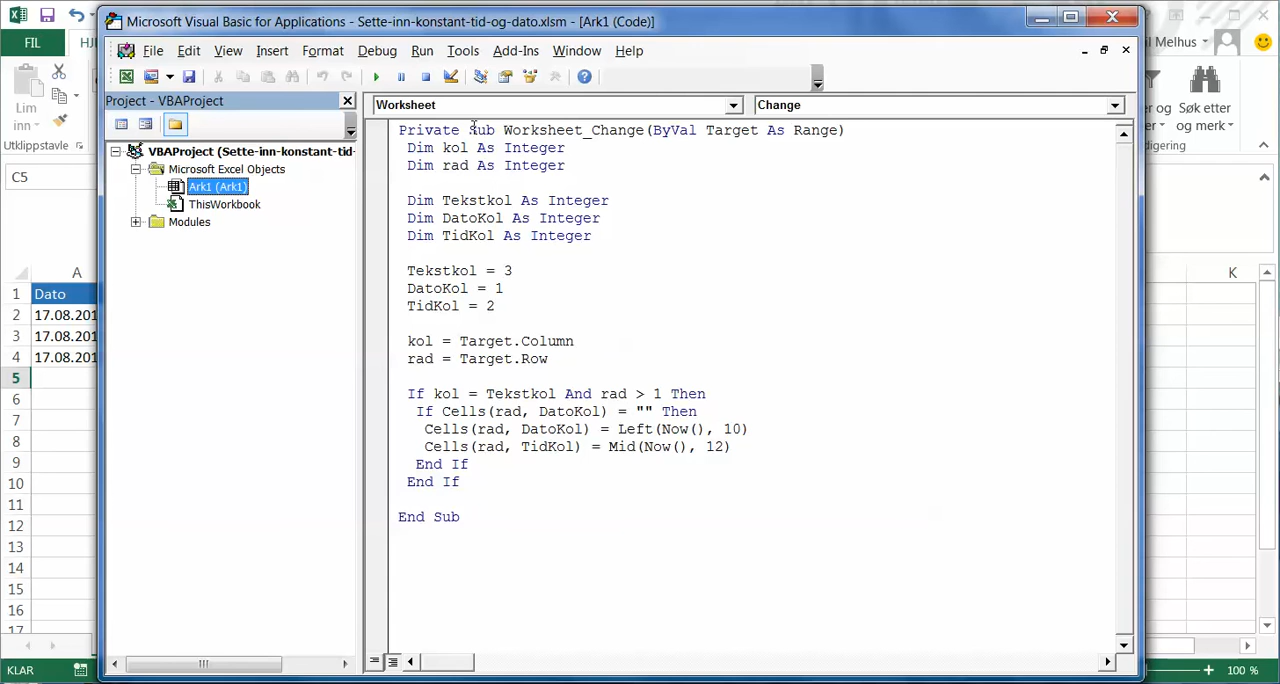 Microsoft Visual Basic for Applications - Sette-inn-konstant-tid-og-dato.xlsm - [Ark1 (Code)]
FIL
il Melhus
File Edit View Insert Format Debug Run Tools Add-Ins Window Help
Lim
inn
Utklippstavle
er og
Søk etter
og merk
digering
Project - VBAProject
Worksheet
Change
VBAProject (Sette-inn-konstant-tid-
Microsoft Excel Objects
Ark1 (Ark1)
ThisWorkbook
Modules
C5
A
K
1 Dato
2 17.08.201
3 17.08.201
4 17.08.201
5
6
7
8
9
10
11
12
13
14
15
16
17
Private Sub Worksheet_Change(ByVal Target As Range)
Dim kol As Integer
Dim rad As Integer
Dim Tekstkol As Integer
Dim DatoKol As Integer
Dim TidKol As Integer
Tekstkol = 3
DatoKol = 1
TidKol = 2
kol = Target.Column
rad = Target.Row
If kol = Tekstkol And rad > 1 Then
If Cells(rad, DatoKol) = "" Then
Cells(rad, DatoKol) = Left(Now(), 10)
Cells(rad, TidKol) = Mid(Now(), 12)
End If
End If
End Sub
KLAR
100 %